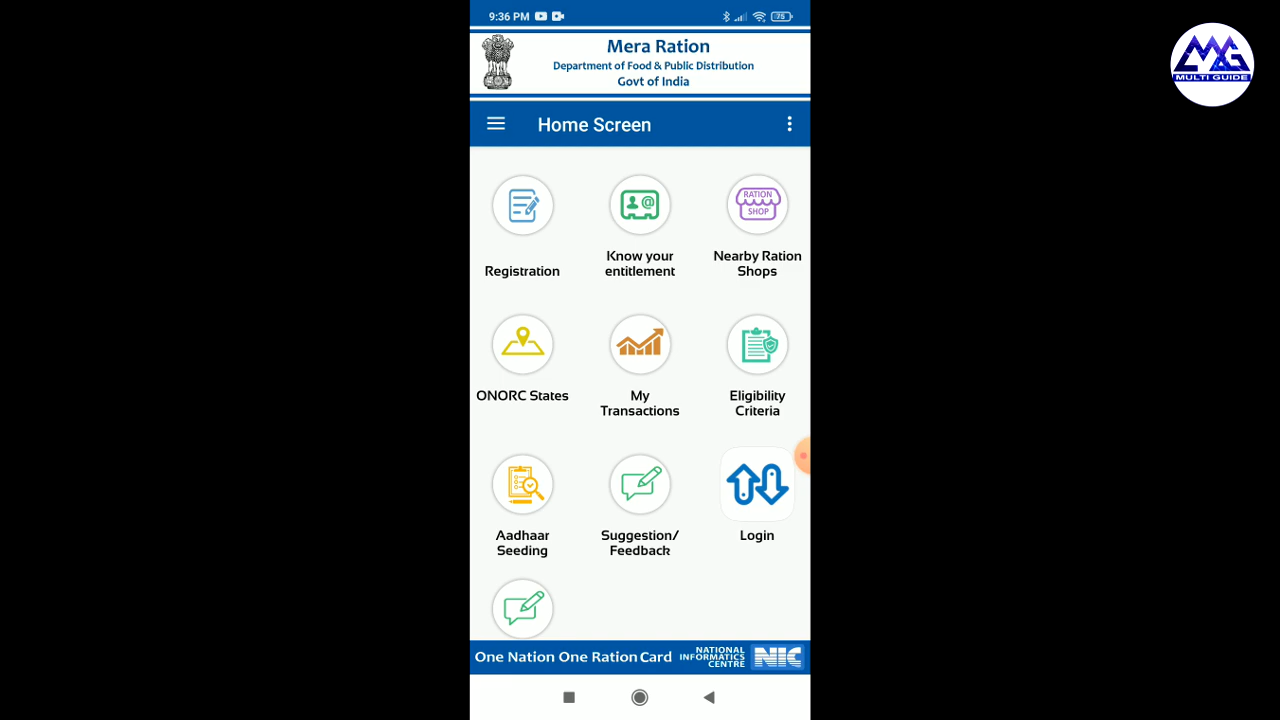 9:36 PM
75
Mera Ration
Department of Food & Public Distribution
Govt of India
Home Screen
RATION
SHOP
Registration
Know your
entitlement
Nearby Ration
Shops
ONORC States
My
Transactions
Eligibility
Criteria
Aadhaar
Seeding
Suggestion/
Feedback
Login
One Nation One Ration Card
NATIONAL
INFORMATICS
CENTRE
NIC
MG
MULTI GUIDE